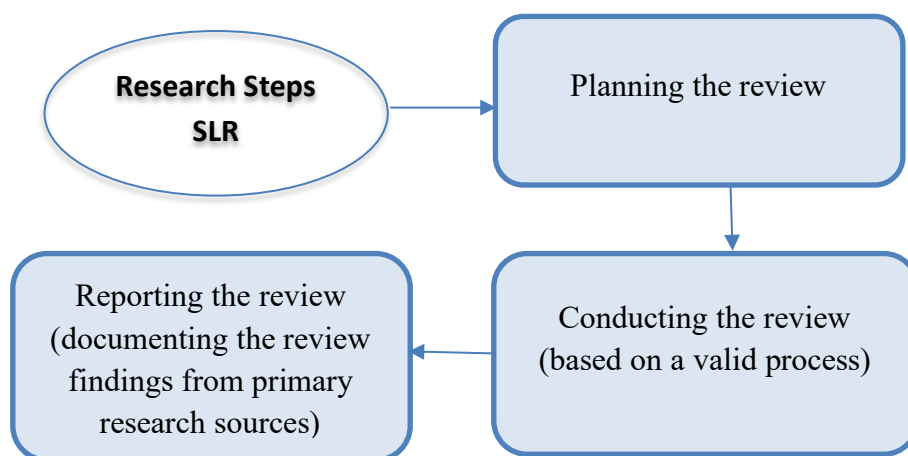 Research Steps
SLR
Planning the review
Conducting the review
(based on a valid process)
Reporting the review
(documenting the review
findings from primary
research sources)